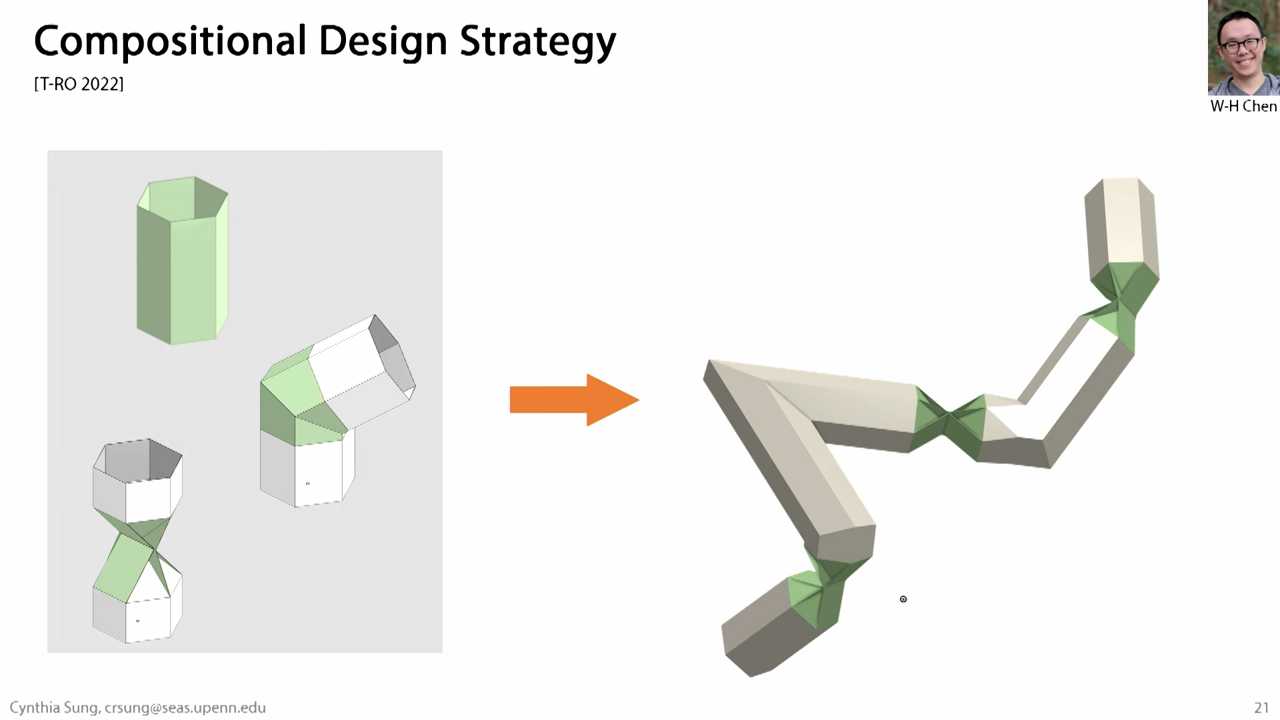 Compositional Design Strategy
[T-RO 2022]
W-H Chen
Cynthia Sung, crsung@seas.upenn.edu
21